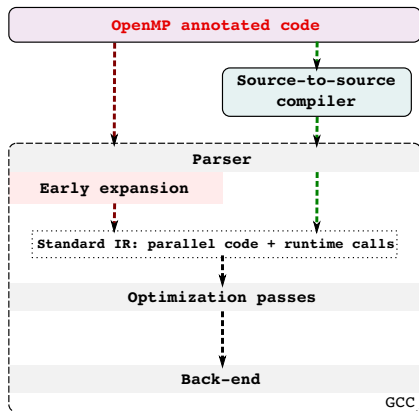 OpenMP annotated code
Source-to-source
compiler
Parser
Early expansion
Standard IR: parallel code + runtime calls
Optimization passes
Back-end
GCC